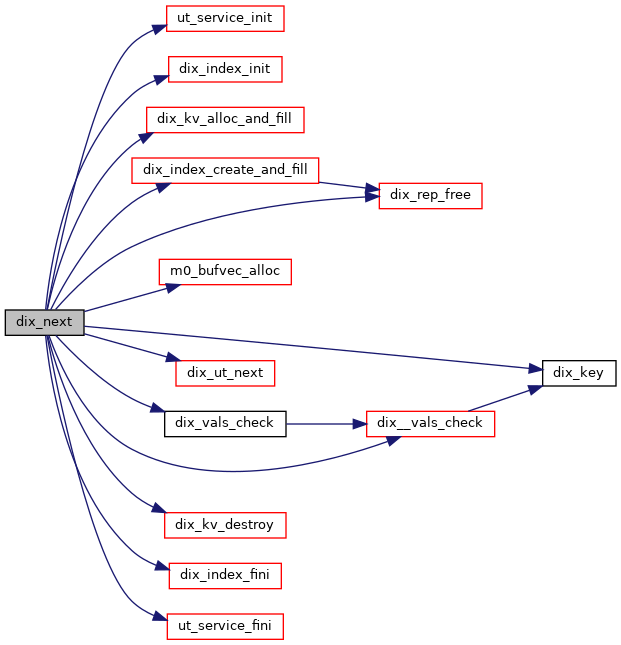 ut_service_init
dix_index_init
dix_kv_alloc_and_fill
dix_index_create_and_fill
dix_rep_free
m0_bufvec_alloc
dix_next
dix_ut_next
dix_key
dix_vals_check
dix__vals_check
dix_kv_destroy
dix_index_fini
ut_service_fini